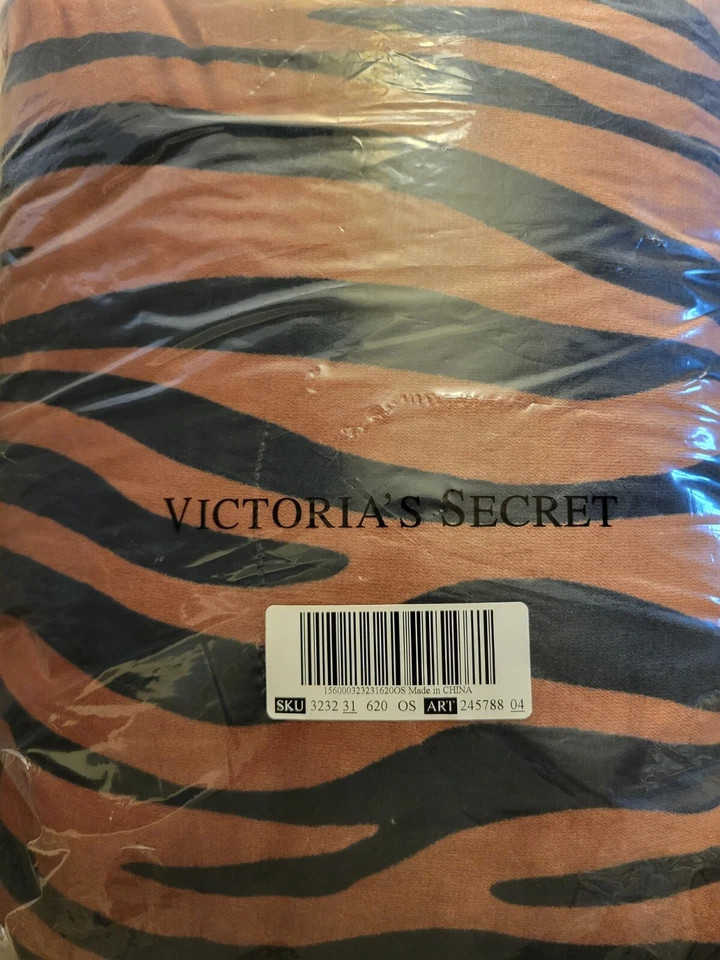 VICTORIA'S SECRET
156000323231620OS Made in CHINA
SKU 3232 31 620 OS ART 245788 04